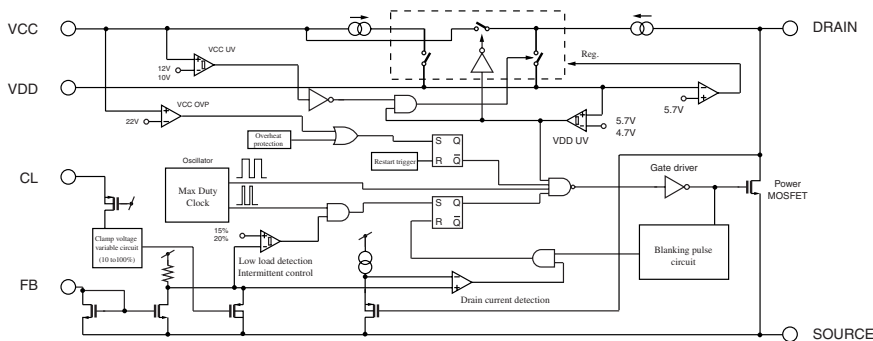 VCC
DRAIN
Reg.
VCC UV
12V
10V
VDD
VCC OVP
22V
5.7V
5.7V
4.7V
VDD UV
Overheat
protection
S Q
R Q
Restart trigger
Gate driver
Power
MOSFET
CL
Oscillator
Max Duty
Clock
S Q
R Q
15%
20%
Clamp voltage
variable circuit
(10 to100%)
Low load detection
Intermittent control
Blanking pulse
circuit
FB
Drain current detection
SOURCE